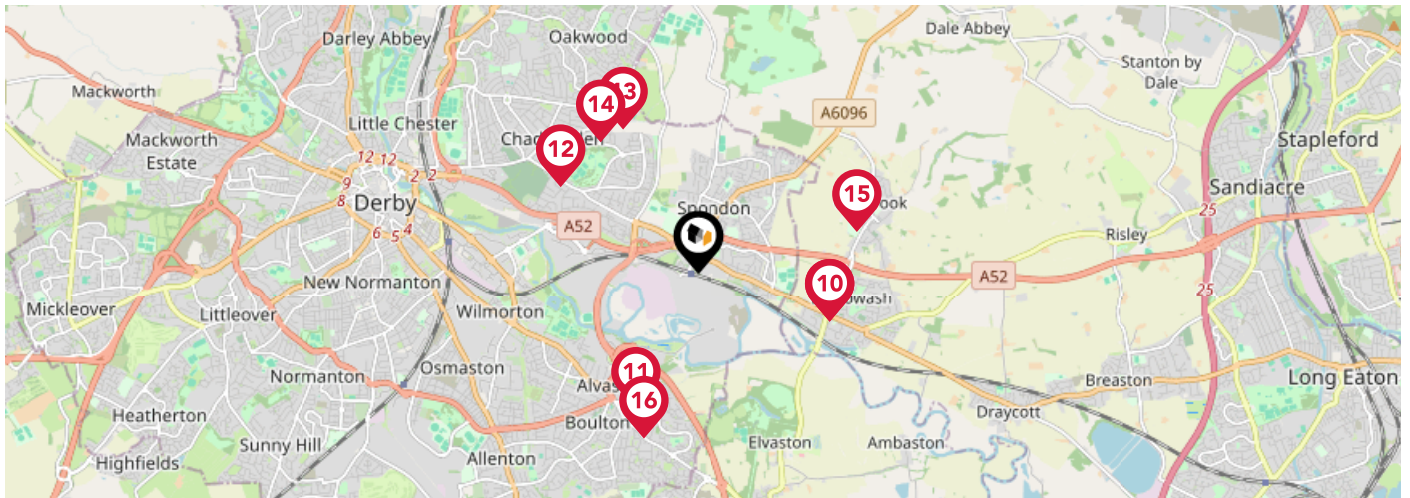 Darley Abbey
Oakwood
Dale Abbey
Stanton by
Dale
Mackworth
13
14
A6096
Little Chester
Mackworth
Estate
Stapleford
12
12 12
2 2
9
8
Derby
15
Sandiacre
25
Spondon
A52
6 5 4
Risley
A52
New Normanton
10
25
Mickleover
Littleover
Wilmorton
11
Osmaston
Normanton
Breaston
Long Eaton
16
Heatherton
Boulton
Draycott
Sunny Hill
Elvaston
Ambaston
Highfields
Allenton